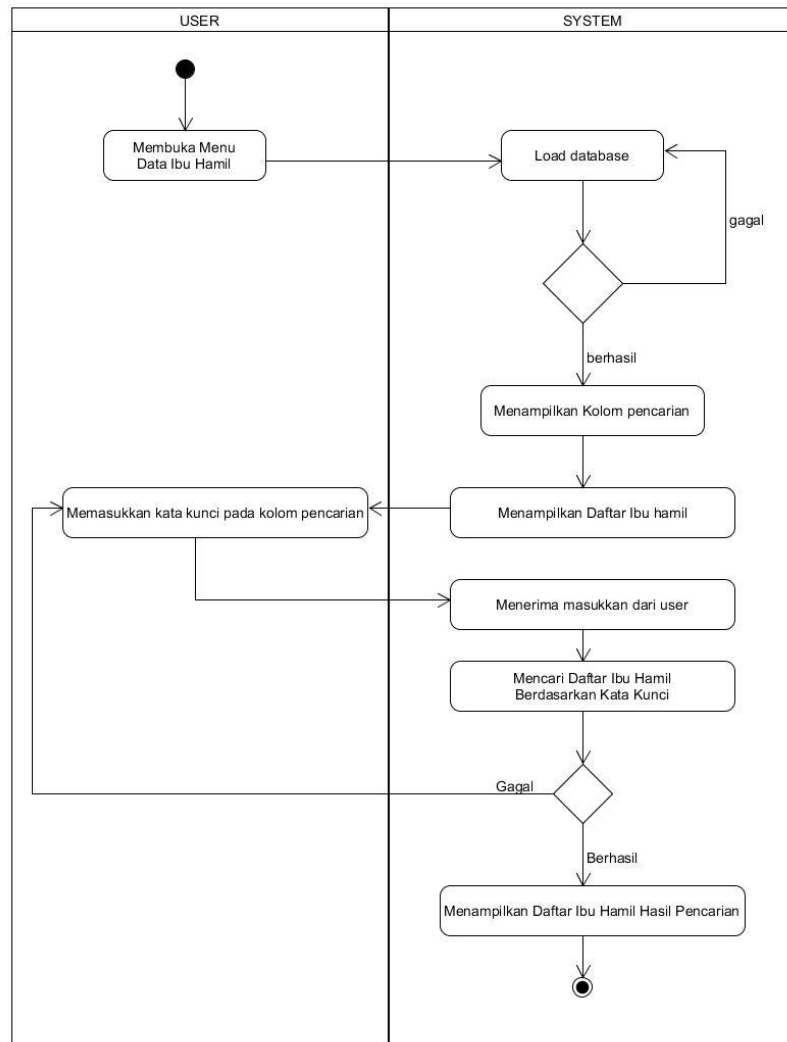 USER
SYSTEM
Membuka Menu
Data Ibu Hamil
Load database
gagal
berhasil
Menampilkan Kolom pencarian
Memasukkan kata kunci pada kolom pencarian
Menampilkan Daftar Ibu hamil
Menerima masukkan dari user
Mencari Daftar Ibu Hamil
Berdasarkan Kata Kunci
Gagal
Berhasil
Menampilkan Daftar Ibu Hamil Hasil Pencarian